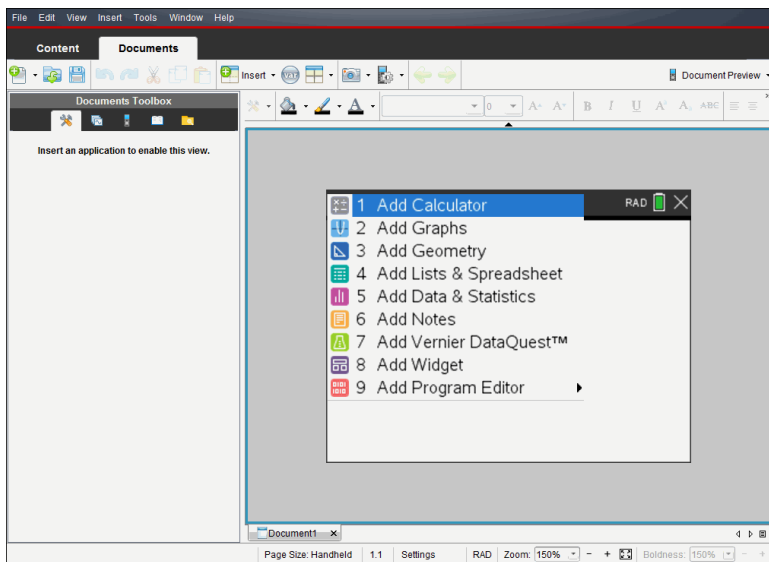 File Edit View Insert Tools Window Help
Content Documents
Insert VAR Document Preview
Documents Toolbox
0 A+ A+ B I U A A ABC
Insert an application to enable this view.
RAD
1 Add Calculator
2 Add Graphs
3 Add Geometry
4 Add Lists & Spreadsheet
5 Add Data & Statistics
6 Add Notes
7 Add Vernier DataQuest™
8 Add Widget
9 Add Program Editor
Document1
Page Size: Handheld 1.1 Settings RAD Zoom: 150% - + Boldness: 150% - +